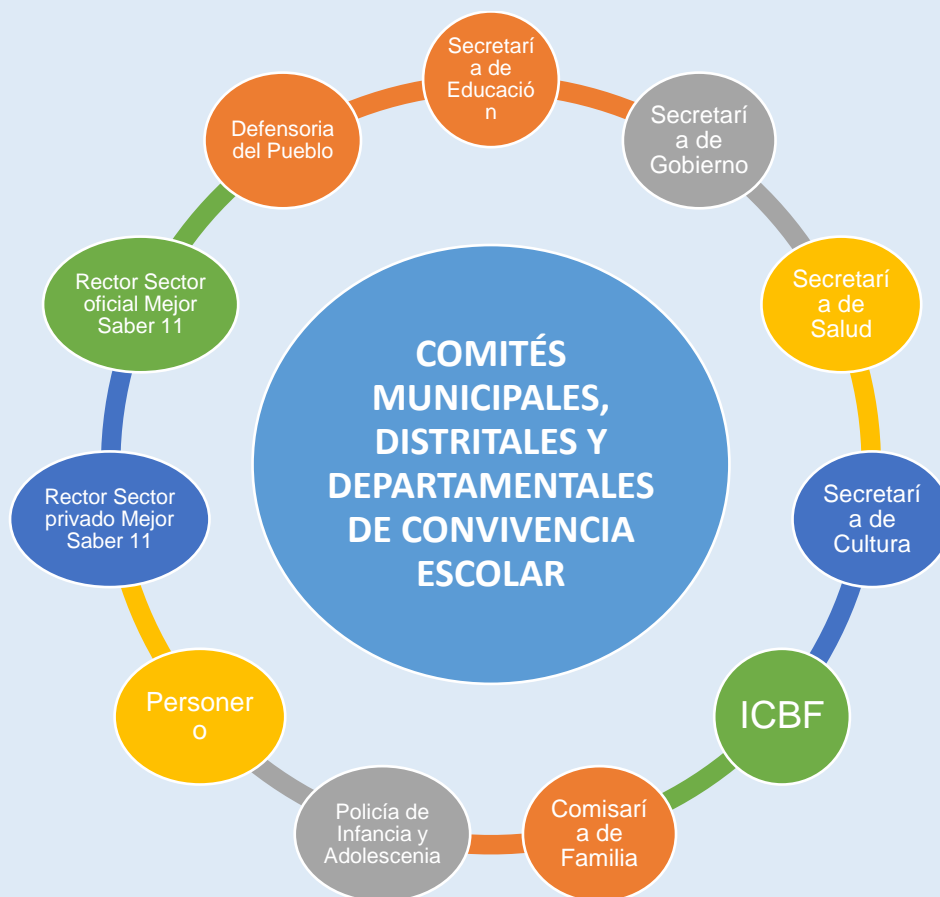 Secretarí
a de
Educació
n
Secretarí
a de
Gobierno
Secretarí
a de
Salud
Secretarí
a de
Cultura
ICBF
Comisarí
a de
Familia
Policía de
Infancia y
Adolescenia
Personer
o
Rector Sector
privado Mejor
Saber 11
Rector Sector
oficial Mejor
Saber 11
Defensoria
del Pueblo
COMITÉS
MUNICIPALES,
DISTRITALES Y
DEPARTAMENTALES
DE CONVIVENCIA
ESCOLAR